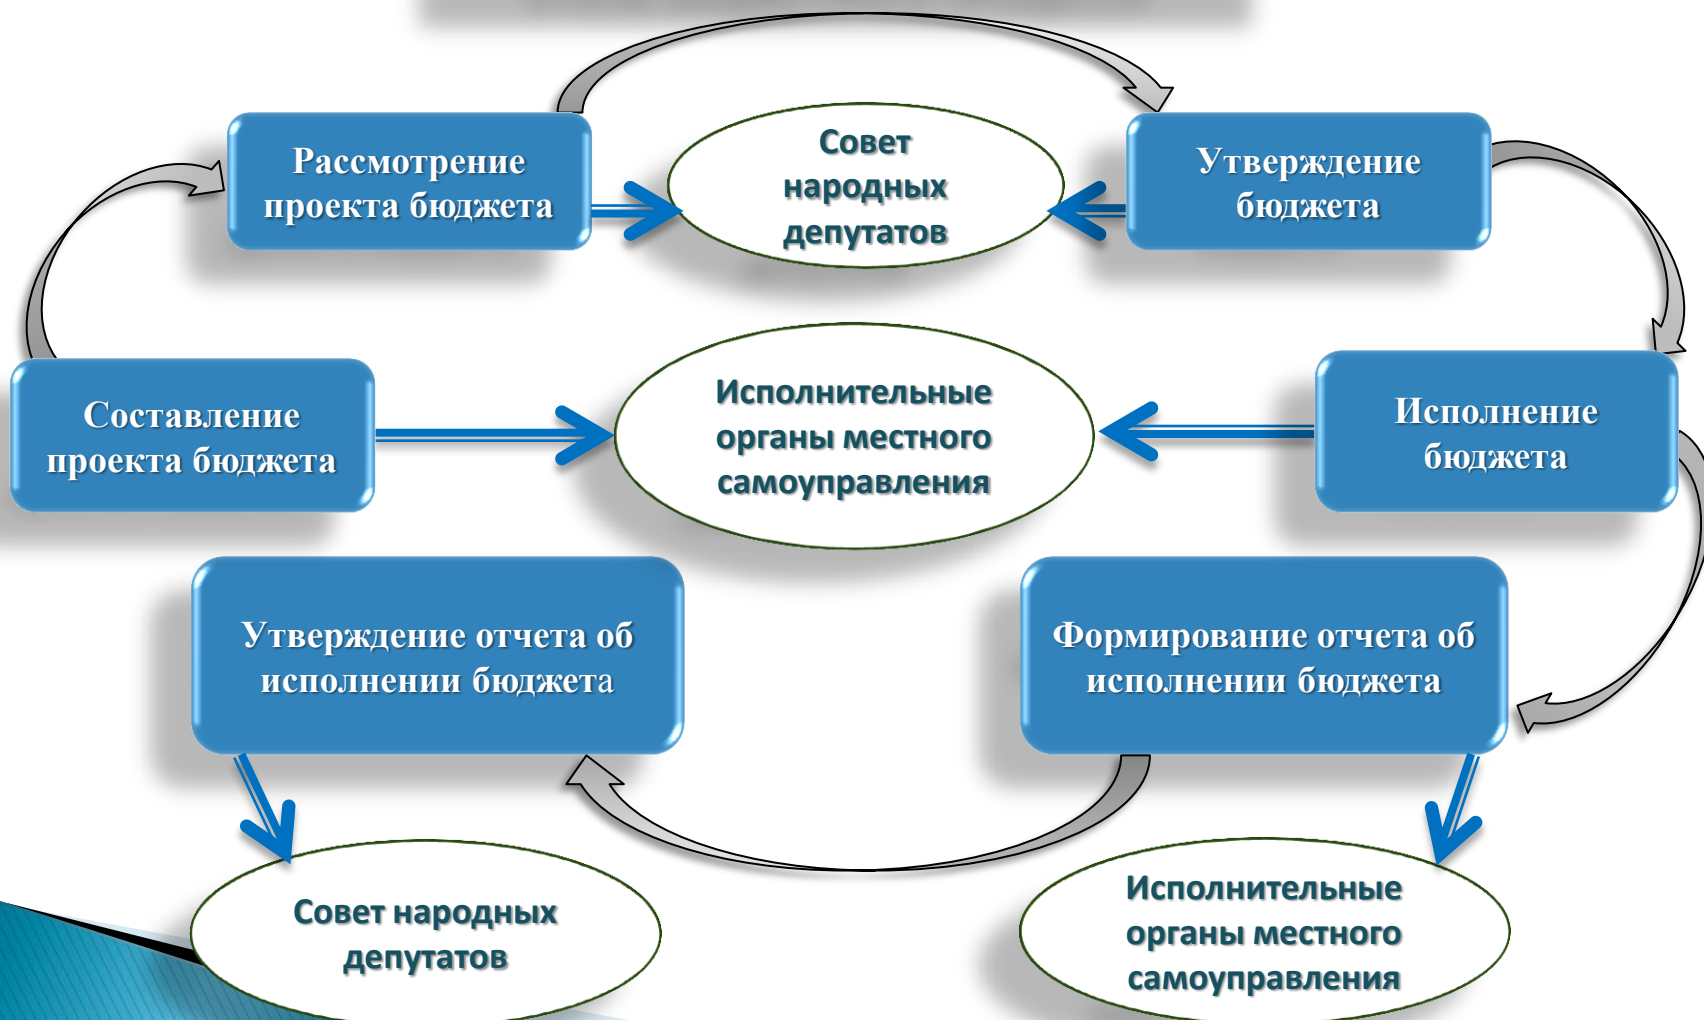 Рассмотрение
проекта бюджета
Совет
народных
депутатов
Утверждение
бюджета
Составление
проекта бюджета
Исполнительные
органы местного
самоуправления
Исполнение
бюджета
Утверждение отчета об
исполнении бюджета
Формирование отчета об
исполнении бюджета
Совет народных
депутатов
Исполнительные
органы местного
самоуправления